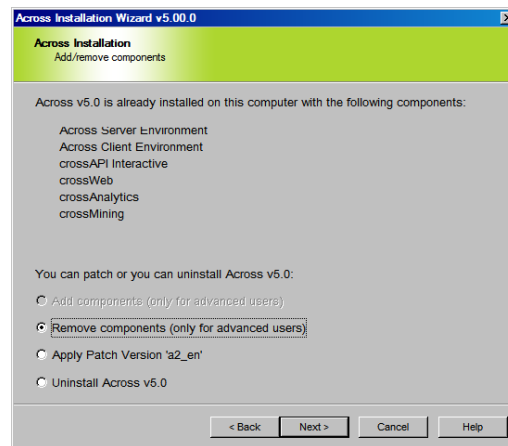 Across Installation Wizard v5.00.0
Across Installation
Add/remove components
Across v5.0 is already installed on this computer with the following components:
Across Server Environment
Across Client Environment
crossAPI Interactive
crossWeb
crossAnalytics
crossMining
You can patch or you can uninstall Across v5.0:
Add components (only for advanced users)
Remove components (only for advanced users)
Apply Patch Version 'a2_en'
Uninstall Across v5.0
< Back Next > Cancel Help